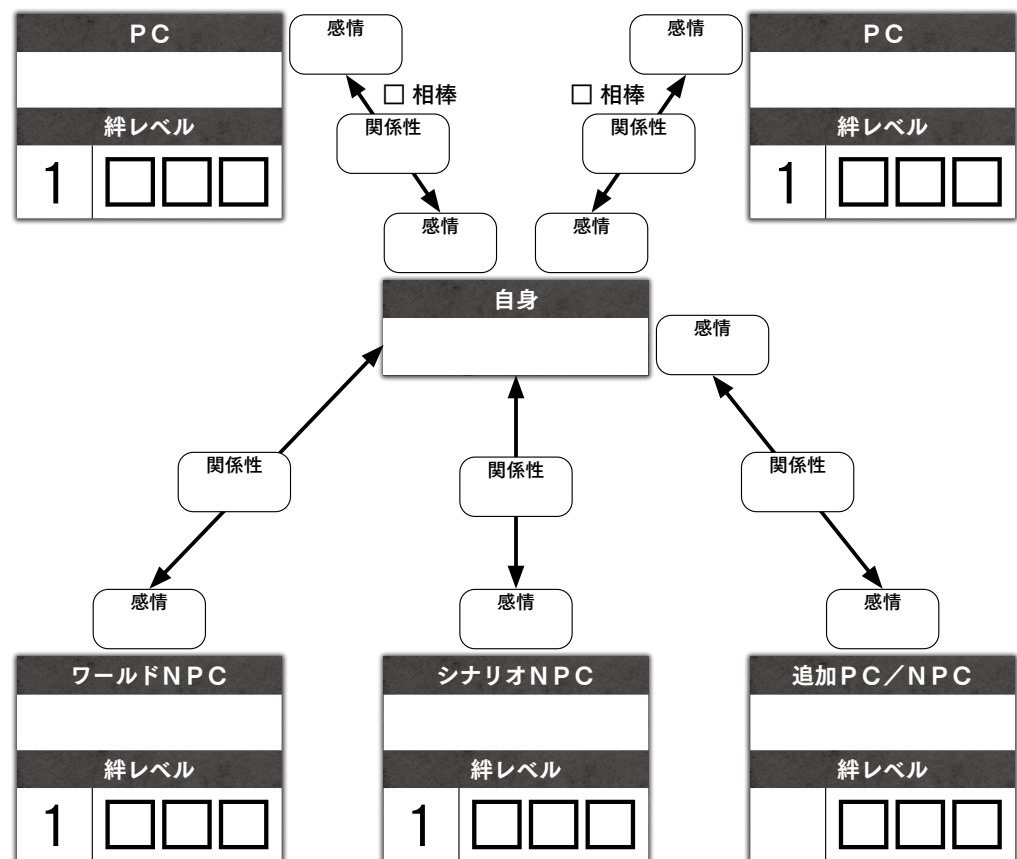 PC
感情
感情
PC
□ 相棒
□ 相棒
絆レベル
関係性
関係性
絆レベル
1
1
感情
感情
自身
感情
関係性
関係性
関係性
感情
感情
感情
ワールドNPC
シナリオNPC
追加PC/NPC
絆レベル
絆レベル
絆レベル
1
1